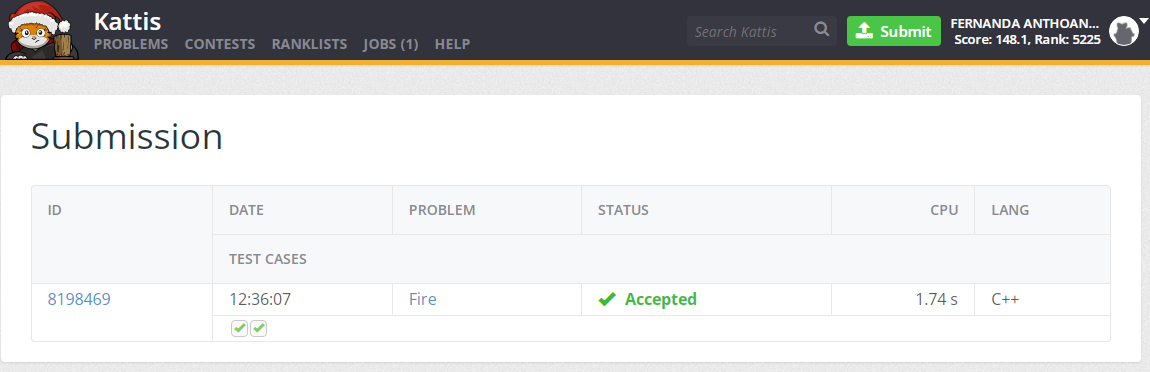 Kattis
PROBLEMS CONTESTS RANKLISTS JOBS (1) HELP
Search Kattis
Submit
FERNANDA ANTHOAN...
Score: 148.1, Rank: 5225
Submission
ID DATE PROBLEM STATUS CPU LANG
TEST CASES
8198469 12:36:07 Fire Accepted 1.74 s C++